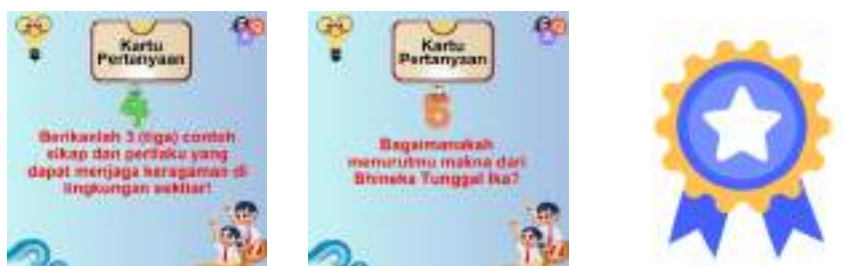 Kartu
Pertanyaan
4
Berikanlah 3 (tiga) contoh
sikap dan perilaku yang
dapat menjaga keragaman di
lingkungan sekitar!
Kartu
Pertanyaan
5
Bagaimanakah
menurutmu makna dari
Bhineka Tunggal Ika?